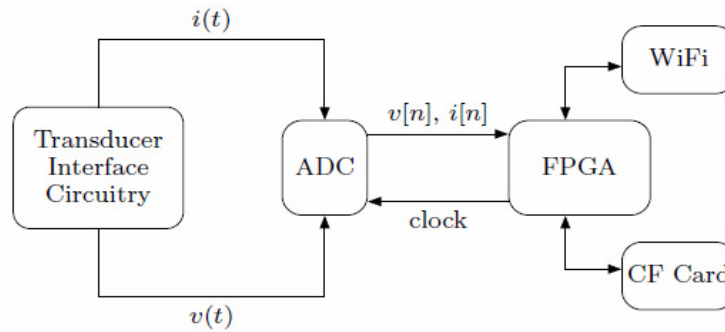 i(t)
WiFi
v[n], i[n]
Transducer
Interface
Circuitry
ADC
FPGA
clock
CF Card
v(t)